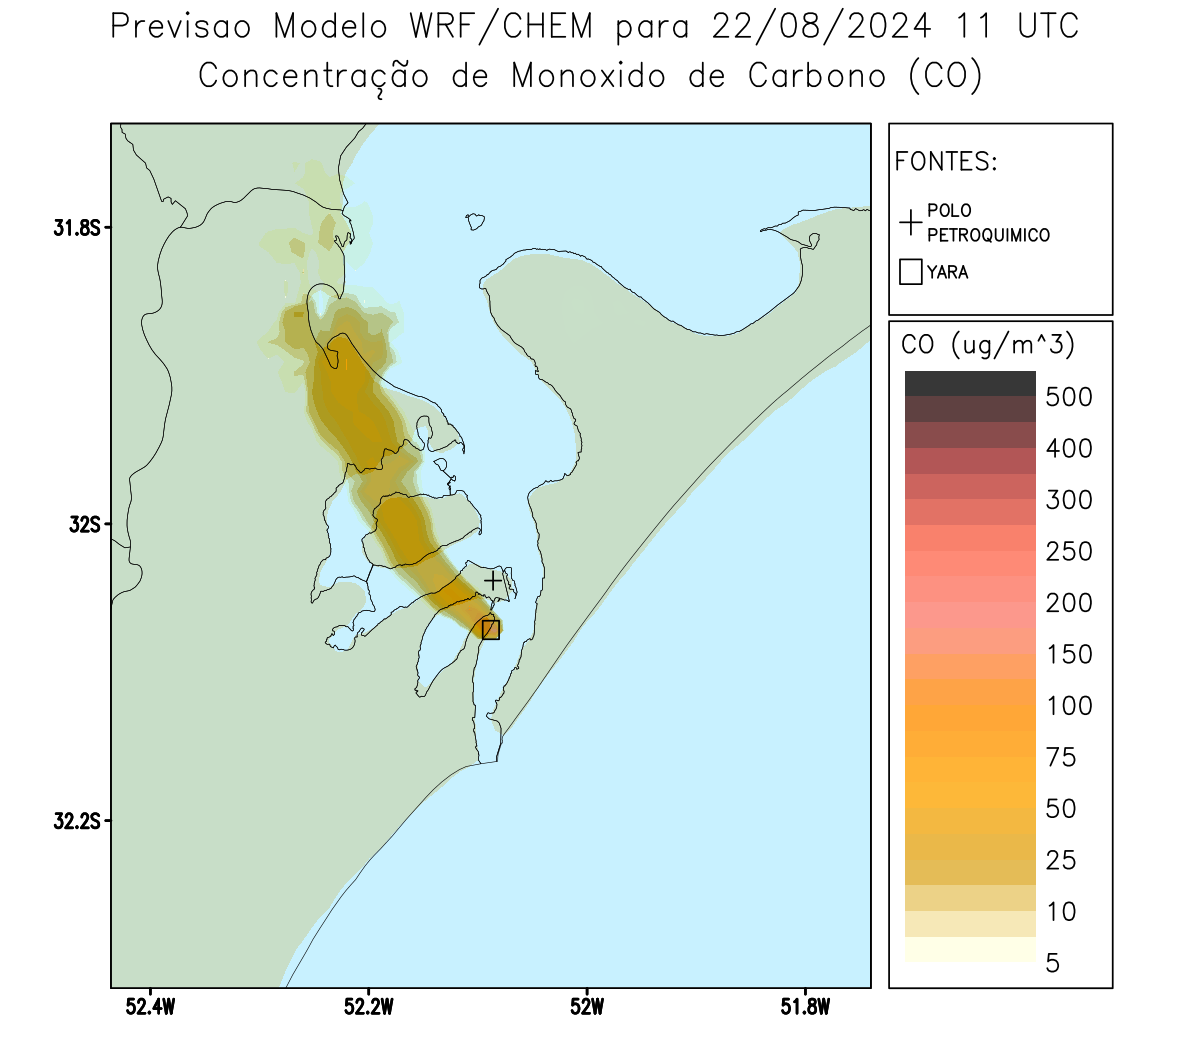 Previsao Modelo WRF/CHEM para 22/08/2024 11 UTC
Concentração de Monoxido de Carbono (CO)
FONTES:
POLO
PETROQUIMICO
YARA
CO (ug/m^3)
500
400
300
250
200
150
100
75
50
25
10
5
31.8S
32S
32.2S
52.4W
52.2W
52W
51.8W